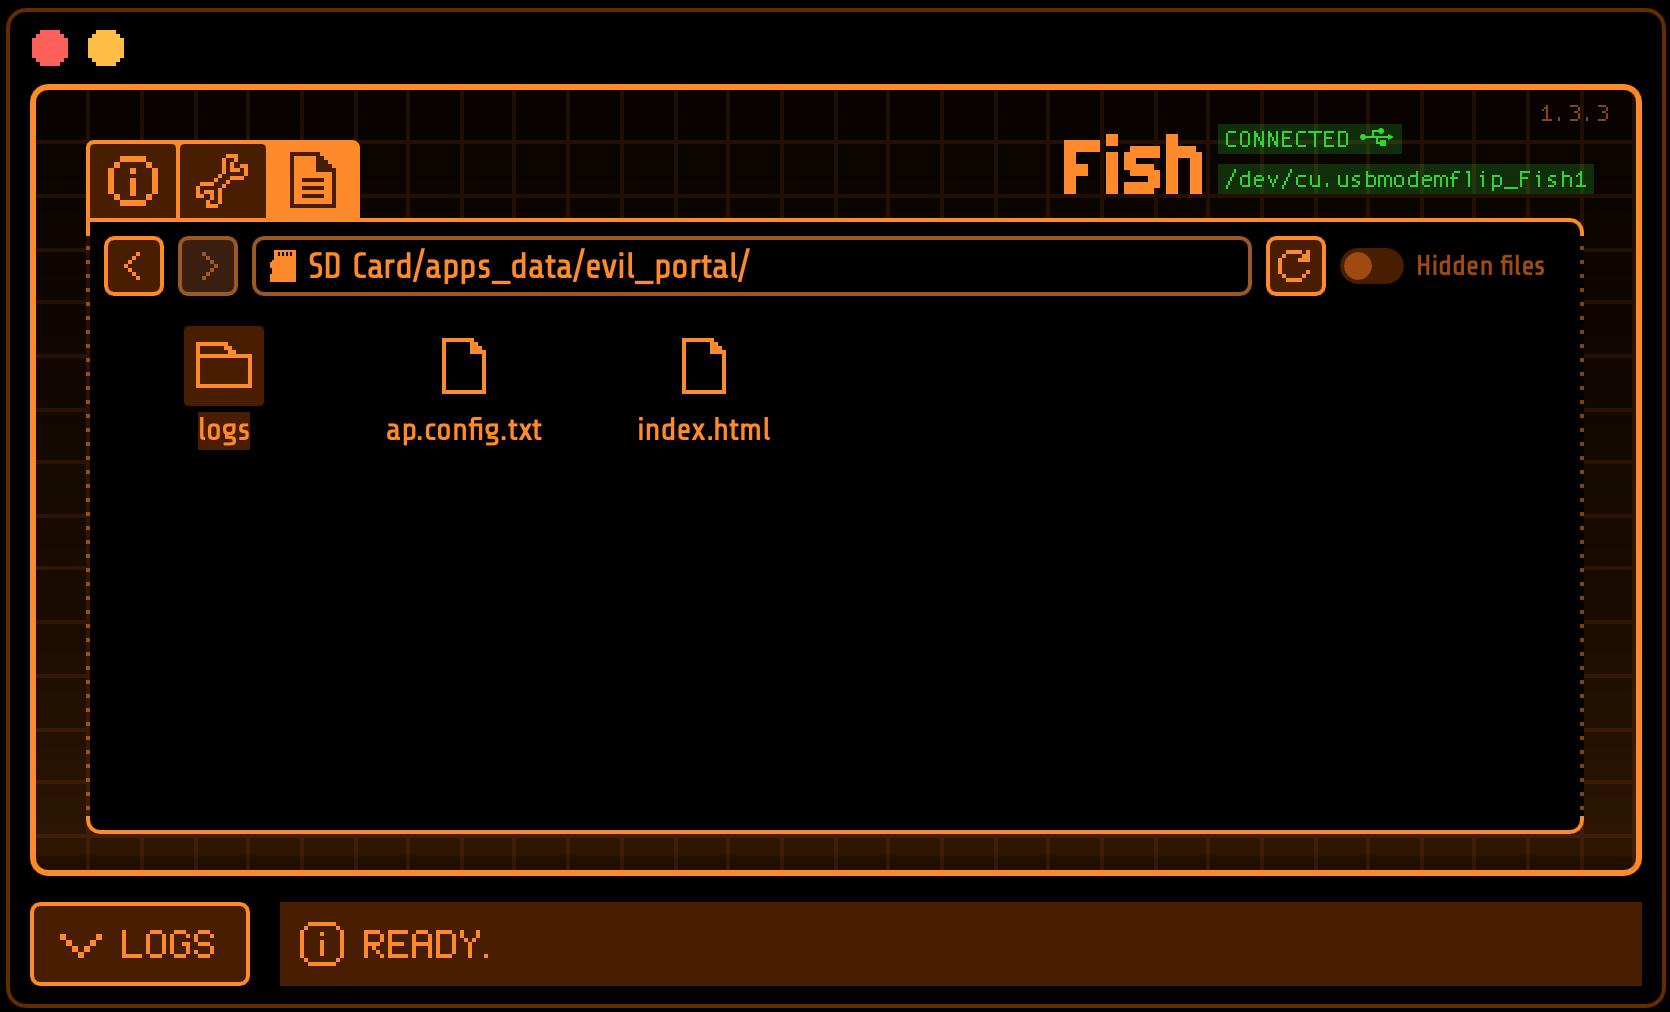 1.3.3
Fish
CONNECTED
/dev/cu.usbmodemflip_Fish1
SD Card/apps_data/evil_portal/
Hidden files
logs
ap.config.txt
index.html
LOGS
READY.